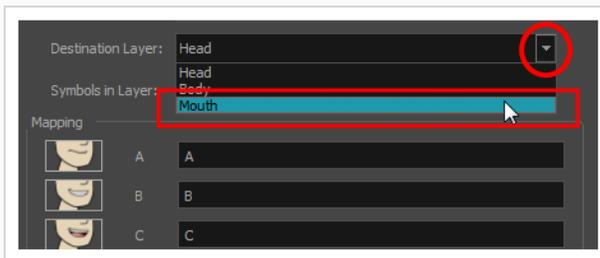 Destination Layer: Head
Head
Symbols in Layer: Body
Mouth
Mapping
A A
B B
C C